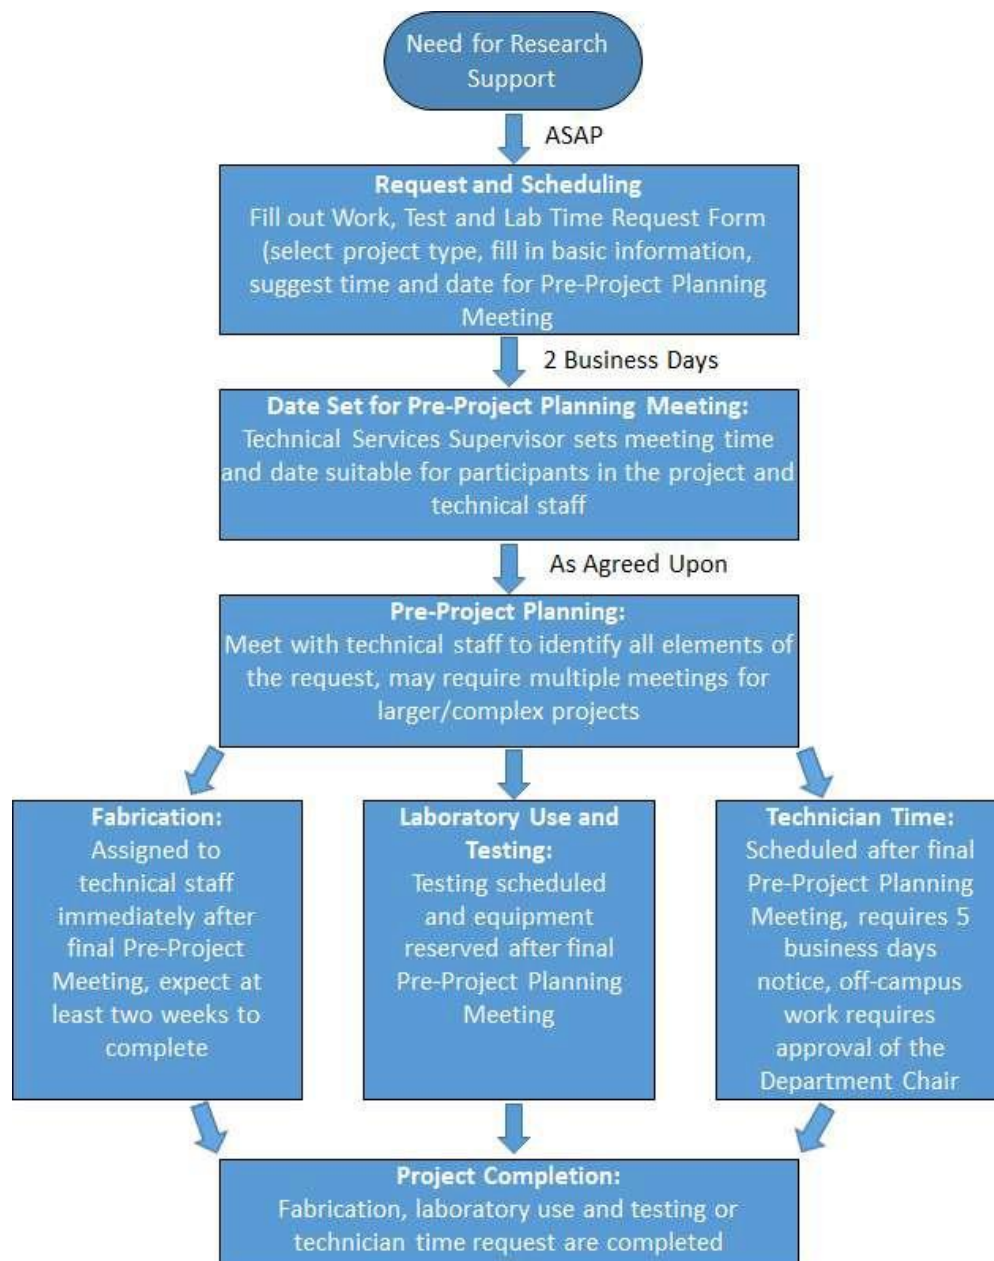 Need for Research
Support
ASAP
Request and Scheduling
Fill out Work, Test and Lab Time Request Form
(select project type, fill in basic information,
suggest time and date for Pre-Project Planning
Meeting
2 Business Days
Date Set for Pre-Project Planning Meeting:
Technical Services Supervisor sets meeting time
and date suitable for participants in the project and
technical staff
As Agreed Upon
Pre-Project Planning:
Meet with technical staff to identify all elements of
the request, may require multiple meetings for
larger/complex projects
Fabrication:
Assigned to
technical staff
immediately after
final Pre-Project
Meeting, expect at
least two weeks to
complete
Laboratory Use and
Testing:
Testing scheduled
and equipment
reserved after final
Pre-Project Planning
Meeting
Technician Time:
Scheduled after final
Pre-Project Planning
Meeting, requires 5
business days
notice, off-campus
work requires
approval of the
Department Chair
Project Completion:
Fabrication, laboratory use and testing or
technician time request are completed